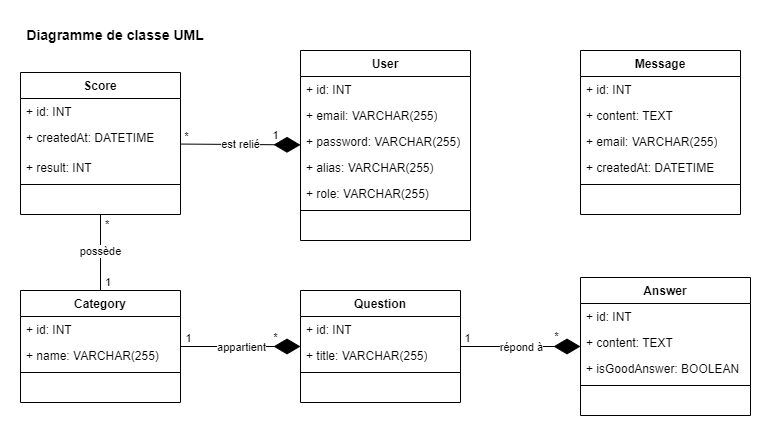 Diagramme de classe UML
Score
+ id: INT
+ createdAt: DATETIME
+ result: INT
* est relié 1
User
+ id: INT
+ email: VARCHAR(255)
+ password: VARCHAR(255)
+ alias: VARCHAR(255)
+ role: VARCHAR(255)
Message
+ id: INT
+ content: TEXT
+ email: VARCHAR(255)
+ createdAt: DATETIME
*
possède
1
Category
+ id: INT
+ name: VARCHAR(255)
1 appartient *
Question
+ id: INT
+ title: VARCHAR(255)
1 répond à *
Answer
+ id: INT
+ content: TEXT
+ isGoodAnswer: BOOLEAN